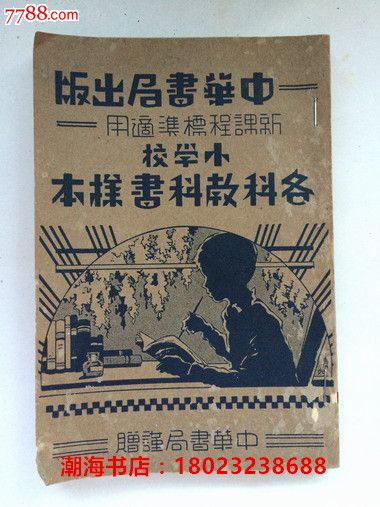 7788.com
中華書局出版
新課程標準適用
小学校
各科教科書樣本
中華書局謹贈
潮海书店:18023238688